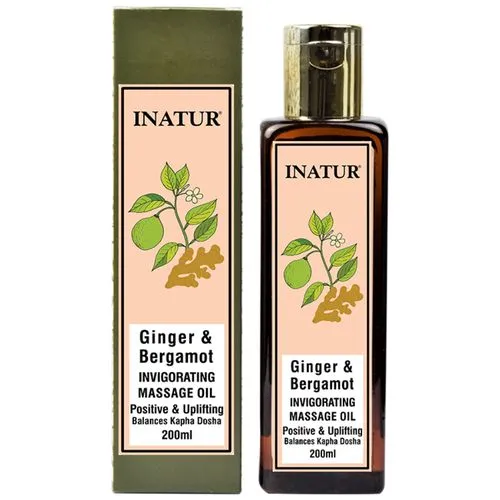 INATUR®
Ginger &
Bergamot
INVIGORATING
MASSAGE OIL
Positive & Uplifting
Balances Kapha Dosha
200ml
INATUR®
Ginger &
Bergamot
INVIGORATING
MASSAGE OIL
Positive & Uplifting
Balances Kapha Dosha
200ml